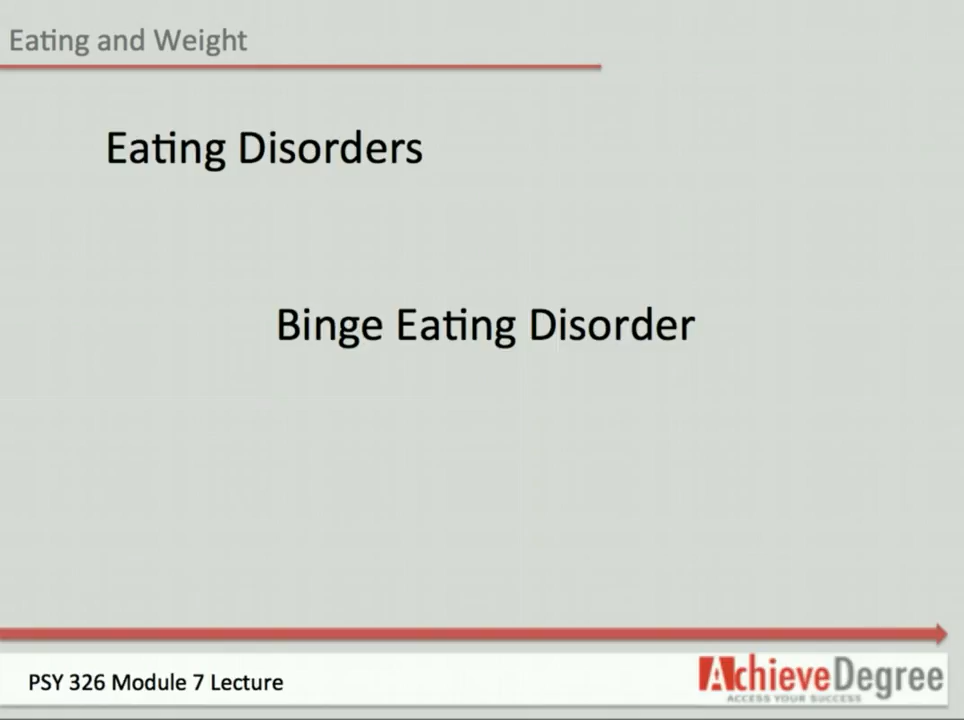 Eating and Weight
Eating Disorders
Binge Eating Disorder
PSY 326 Module 7 Lecture
AchieveDegree
ACCESS YOUR SUCCESS